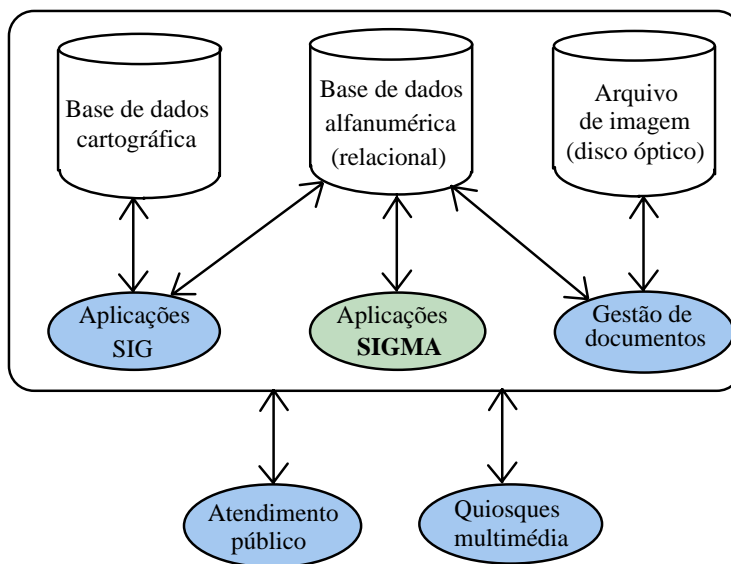 Base de dados
cartográfica
Base de dados
alfanumérica
(relacional)
Arquivo
de imagem
(disco óptico)
Aplicações
SIG
Aplicações
SIGMA
Gestão de
documentos
Atendimento
público
Quiosques
multimédia